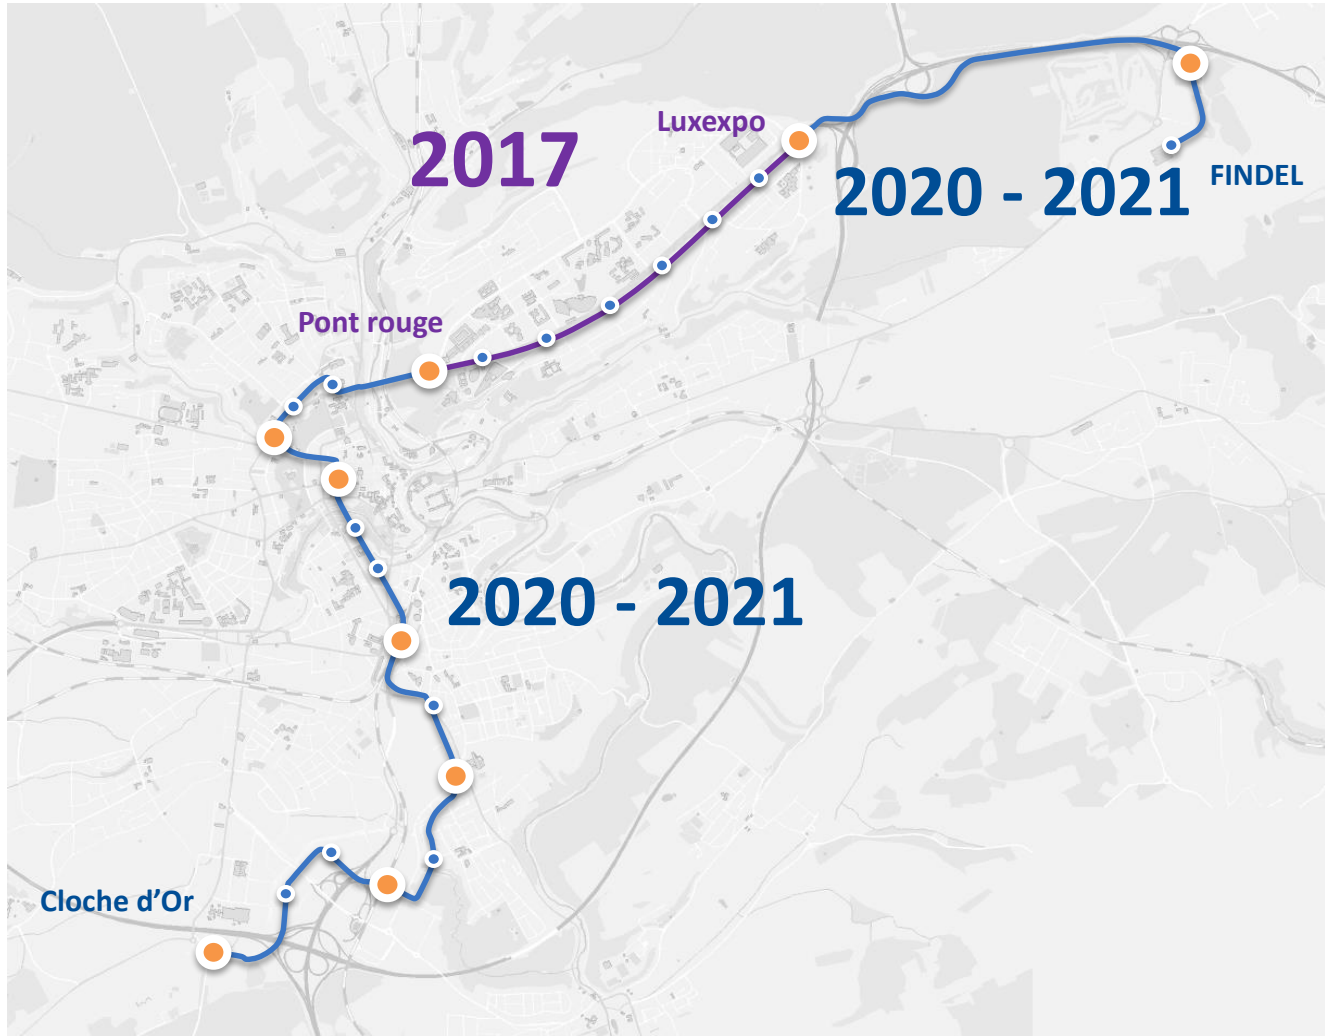 Luxexpo
2017
2020 - 2021
FINDEL
Pont rouge
2020 - 2021
Cloche d’Or